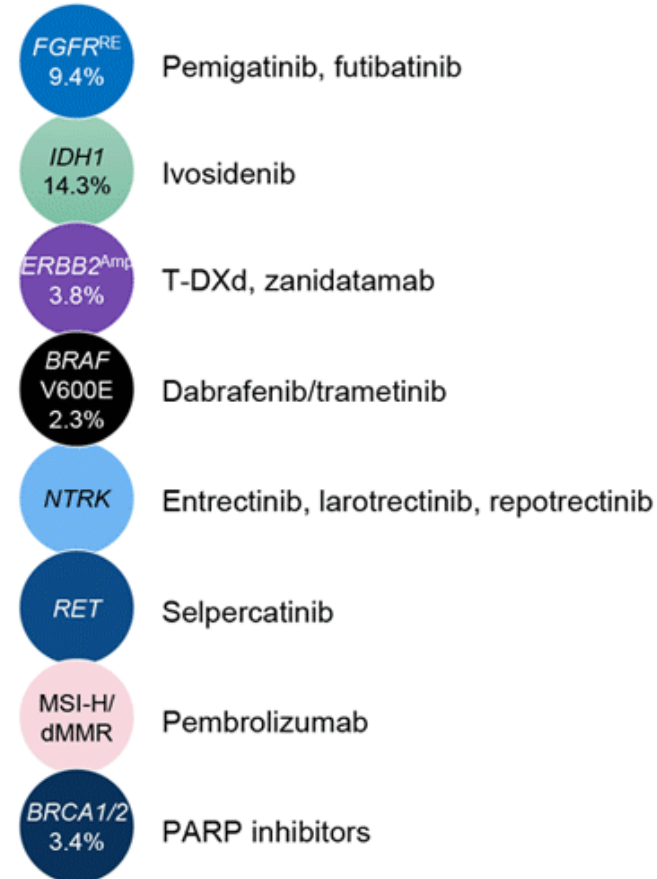 FGFRRE
9.4%
Pemigatinib, futibatinib
IDH1
14.3%
Ivosidenib
ERBB2Amp
3.8%
T-DXd, zanidatamab
BRAF
V600E
2.3%
Dabrafenib/trametinib
NTRK
Entrectinib, larotrectinib, repotrectinib
RET
Selpercatinib
MSI-H/
dMMR
Pembrolizumab
BRCA1/2
3.4%
PARP inhibitors